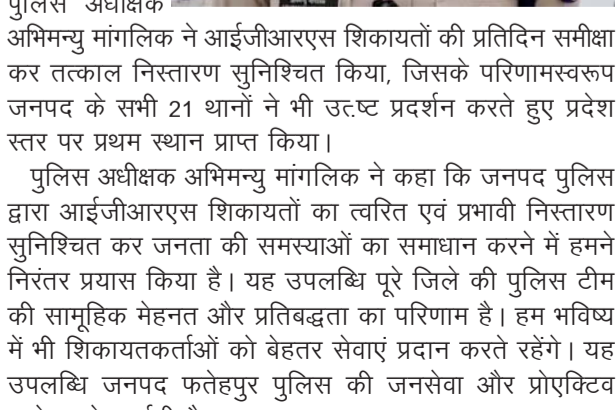 पुलिस अधीक्षक
अभिमन्यु मांगलिक ने आईजीआरएस शिकायतों की प्रतिदिन समीक्षा
कर तत्काल निस्तारण सुनिश्चित किया, जिसके परिणामस्वरूप
जनपद के सभी 21 थानों ने भी प्रदर्शन करते हुए प्रदेश
स्तर पर प्रथम स्थान प्राप्त किया।
पुलिस अधीक्षक अभिमन्यु मांगलिक ने कहा कि जनपद पुलिस
द्वारा आईजीआरएस शिकायतों का त्वरित एवं प्रभावी निस्तारण
सुनिश्चित कर जनता की समस्याओं का समाधान करने में हमने
निरंतर प्रयास किया है। यह उपलब्धि पूरे जिले की पुलिस टीम
की सामूहिक मेहनत और प्रतिबद्धता का परिणाम है। हम भविष्य
में भी शिकायतकर्ताओं को बेहतर सेवाएं प्रदान करते रहेंगे। यह
उपलब्धि जनपद फतेहपुर पुलिस की जनसेवा और प्रोएक्टिव